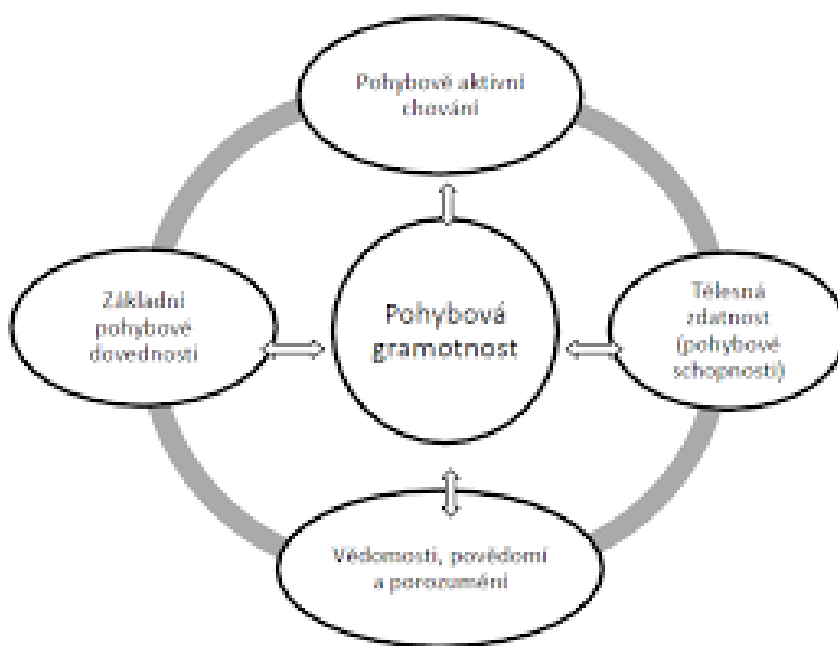 Pohybově aktivní
chování
Základní
pohybové
dovednosti
Pohybová
gramotnost
Tělesná
zdatnost
(pohybové
schopnosti)
Vědomosti, povědomí
a porozumění